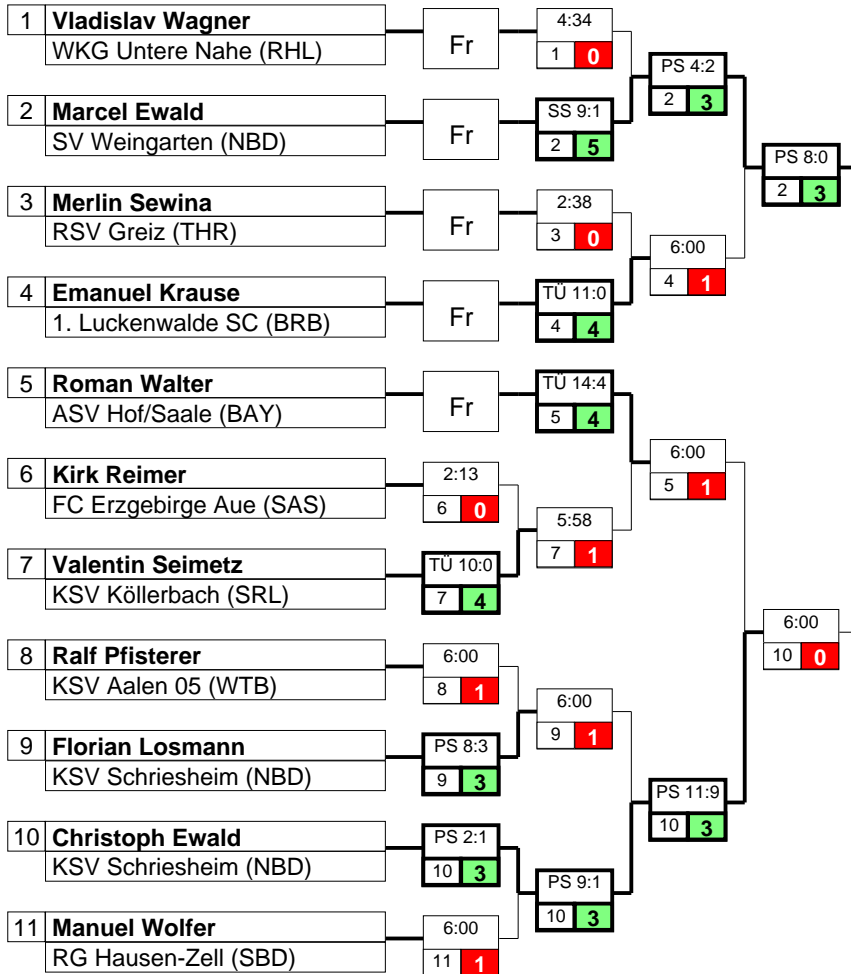 1 Vladislav Wagner
WKG Untere Nahe (RHL)
Fr
4:34
1 0
PS 4:2
2 3
2 Marcel Ewald
SV Weingarten (NBD)
Fr
SS 9:1
2 5
PS 8:0
2 3
3 Merlin Sewina
RSV Greiz (THR)
Fr
2:38
3 0
6:00
4 1
4 Emanuel Krause
1. Luckenwalde SC (BRB)
Fr
TÜ 11:0
4 4
5 Roman Walter
ASV Hof/Saale (BAY)
Fr
TÜ 14:4
5 4
6:00
5 1
6 Kirk Reimer
FC Erzgebirge Aue (SAS)
2:13
6 0
5:58
7 1
7 Valentin Seimetz
KSV Köllerbach (SRL)
TÜ 10:0
7 4
6:00
10 0
8 Ralf Pfisterer
KSV Aalen 05 (WTB)
6:00
8 1
6:00
9 1
9 Florian Losmann
KSV Schriesheim (NBD)
PS 8:3
9 3
PS 11:9
10 3
10 Christoph Ewald
KSV Schriesheim (NBD)
PS 2:1
10 3
PS 9:1
10 3
11 Manuel Wolfer
RG Hausen-Zell (SBD)
6:00
11 1